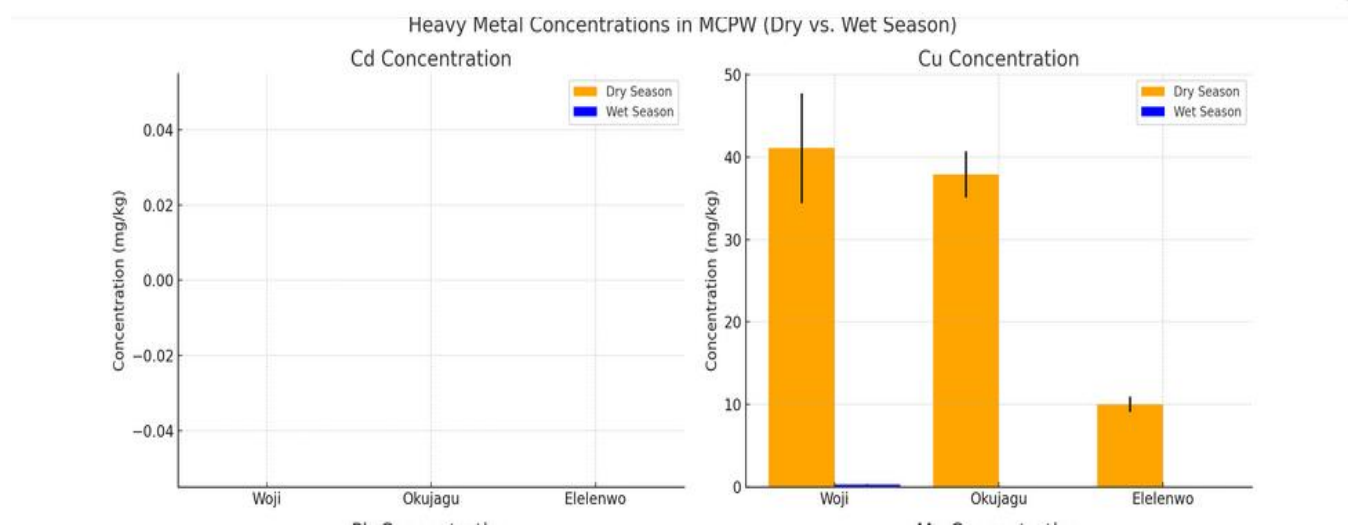 Heavy Metal Concentrations in MCPW (Dry vs. Wet Season)
Cd Concentration
Dry Season
Wet Season
Concentration (mg/kg)
0.04
0.02
0.00
−0.02
−0.04
Woji Okujagu Elelenwo
Cu Concentration
Dry Season
Wet Season
Concentration (mg/kg)
50
40
30
20
10
0
Woji Okujagu Elelenwo